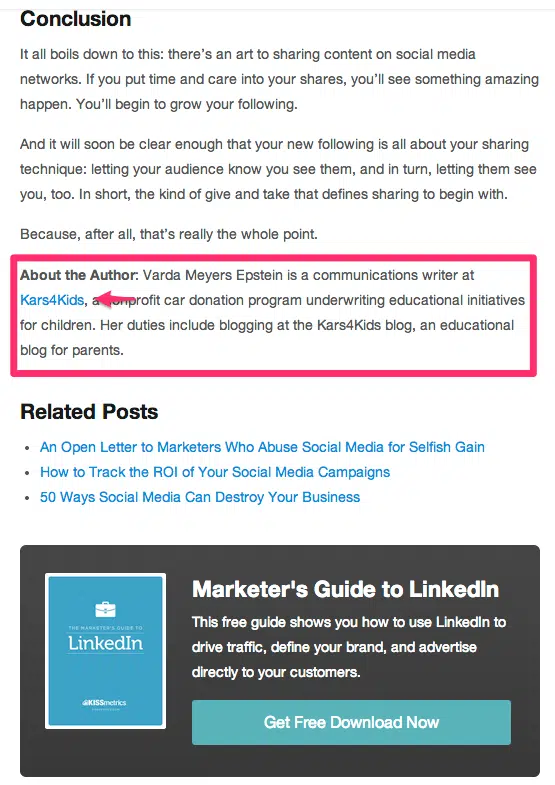 Conclusion
It all boils down to this: there’s an art to sharing content on social media
networks. If you put time and care into your shares, you’ll see something amazing
happen. You’ll begin to grow your following.
And it will soon be clear enough that your new following is all about your sharing
technique: letting your audience know you see them, and in turn, letting them see
you, too. In short, the kind of give and take that defines sharing to begin with.
Because, after all, that’s really the whole point.
About the Author: Varda Meyers Epstein is a communications writer at
Kars4Kids, a nonprofit car donation program underwriting educational initiatives
for children. Her duties include blogging at the Kars4Kids blog, an educational
blog for parents.
Related Posts
• An Open Letter to Marketers Who Abuse Social Media for Selfish Gain
• How to Track the ROI of Your Social Media Campaigns
• 50 Ways Social Media Can Destroy Your Business
THE MARKETER'S GUIDE TO
LinkedIn
KISSmetrics
Marketer's Guide to LinkedIn
This free guide shows you how to use LinkedIn to
drive traffic, define your brand, and advertise
directly to your customers.
Get Free Download Now